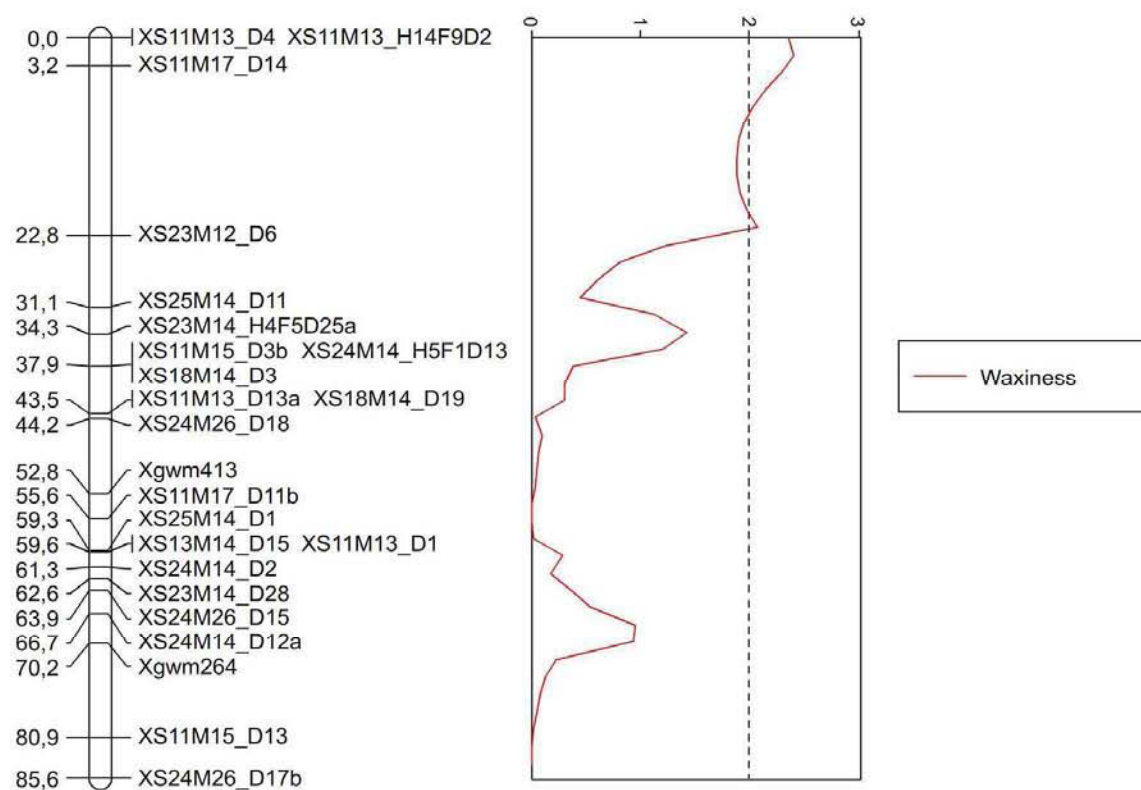 0 1 2 3
0,0 XS11M13_D4 XS11M13_H14F9D2
3,2 XS11M17_D14
22,8 XS23M12_D6
31,1 XS25M14_D11
34,3 XS23M14_H4F5D25a
XS11M15_D3b XS24M14_H5F1D13
37,9 XS18M14_D3
43,5 XS11M13_D13a XS18M14_D19
44,2 XS24M26_D18
52,8 Xgwm413
55,6 XS11M17_D11b
59,3 XS25M14_D1
59,6 XS13M14_D15 XS11M13_D1
61,3 XS24M14_D2
62,6 XS23M14_D28
63,9 XS24M26_D15
66,7 XS24M14_D12a
70,2 Xgwm264
80,9 XS11M15_D13
85,6 XS24M26_D17b
Waxiness